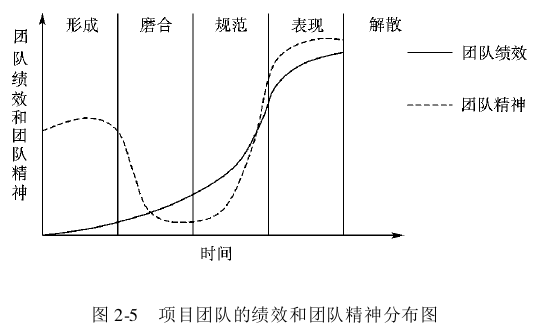 形成 磨合 规范 表现 解散
团队绩效和团队精神
团队绩效
团队精神
时间
图 2-5 项目团队的绩效和团队精神分布图